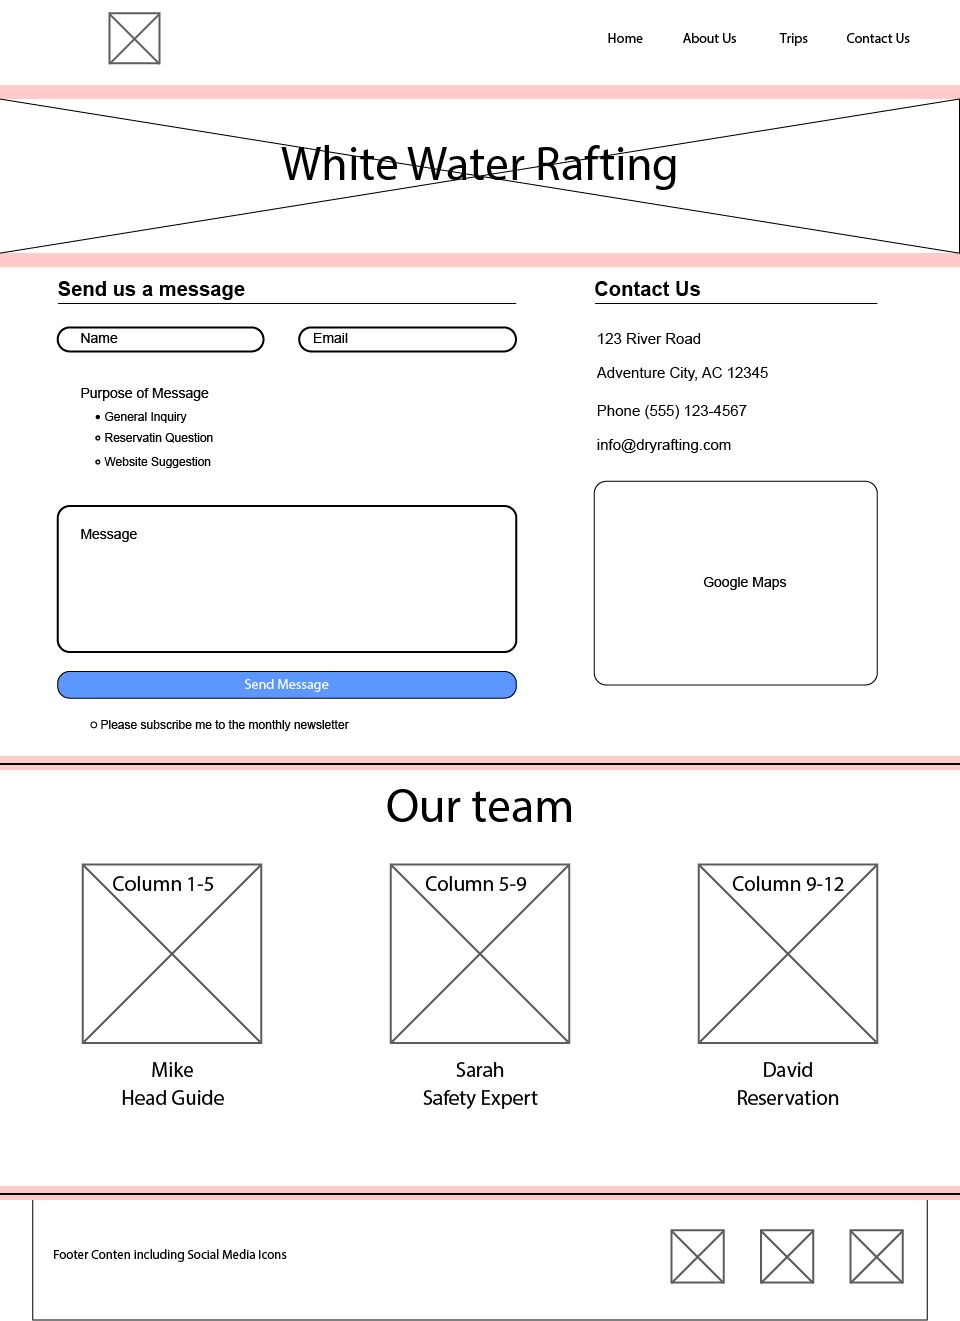 Home About Us Trips Contact Us
White Water Rafting
Send us a message
Name Email
Purpose of Message
General Inquiry
Reservatin Question
Website Suggestion
Message
Send Message
Please subscribe me to the monthly newsletter
Contact Us
123 River Road
Adventure City, AC 12345
Phone (555) 123-4567
info@dryrafting.com
Google Maps
Our team
Column 1-5
Mike
Head Guide
Column 5-9
Sarah
Safety Expert
Column 9-12
David
Reservation
Footer Conten including Social Media Icons